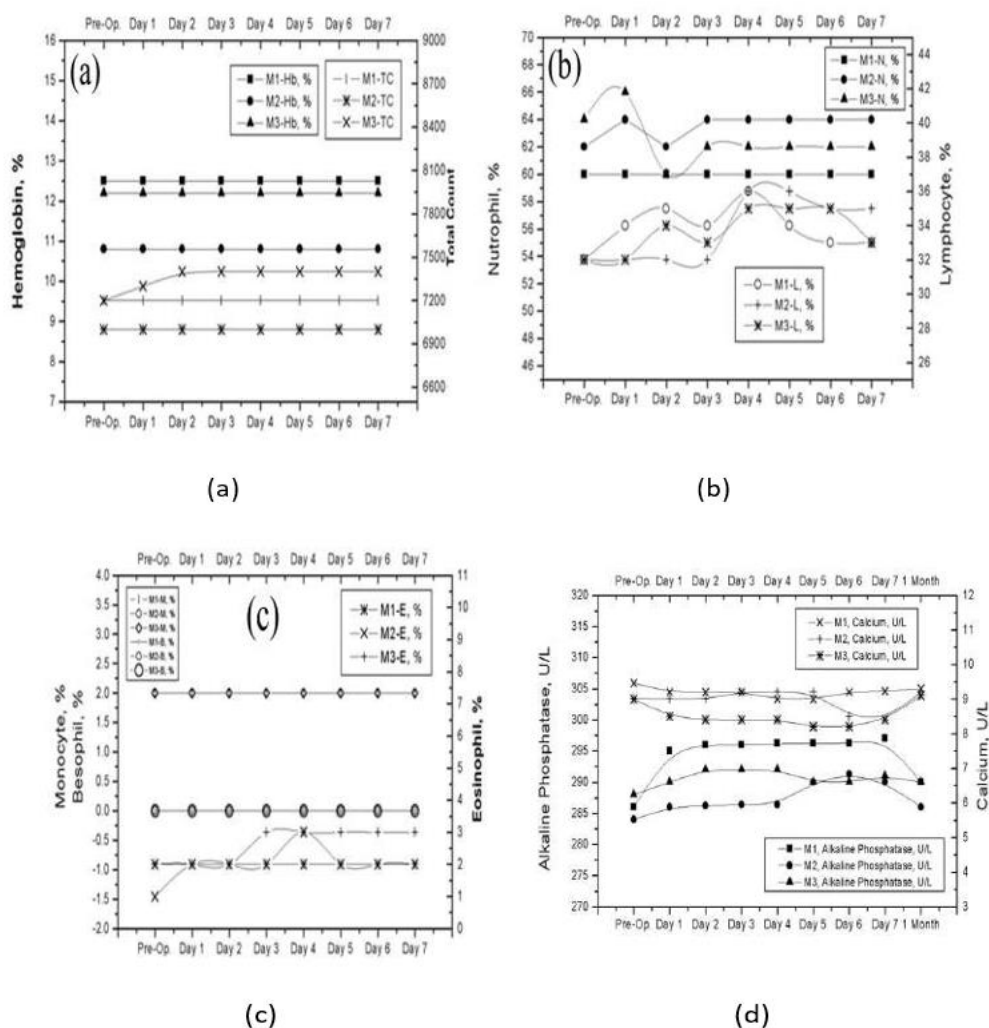 Pre-Op. Day 1 Day 2 Day 3 Day 4 Day 5 Day 6 Day 7
(a)
16
15
14
13
12
11
10
9
8
7
Hemoglobin, %
M1-Hb, %
M2-Hb, %
M3-Hb, %
M1-TC
M2-TC
M3-TC
9000
8700
8400
8100
7800
7500
7200
6900
6600
Total Count
Pre-Op. Day 1 Day 2 Day 3 Day 4 Day 5 Day 6 Day 7
(a)
Pre-Op. Day 1 Day 2 Day 3 Day 4 Day 5 Day 6 Day 7
(b)
70
68
66
64
62
60
58
56
54
52
50
48
46
Nutrophil, %
M1-N, %
M2-N, %
M3-N, %
M1-L, %
M2-L, %
M3-L, %
44
42
40
38
36
34
32
30
28
26
Lymphocyte, %
Pre-Op. Day 1 Day 2 Day 3 Day 4 Day 5 Day 6 Day 7
(b)
Pre-Op. Day 1 Day 2 Day 3 Day 4 Day 5 Day 6 Day 7
(c)
4.0
3.5
3.0
2.5
2.0
1.5
1.0
0.5
0.0
-0.5
-1.0
-1.5
-2.0
Monocyte, %
Besophil, %
M1-M, %
M2-M, %
M3-M, %
M1-B, %
M2-B, %
M3-B, %
M1-E, %
M2-E, %
M3-E, %
11
10
9
8
7
6
5
4
3
2
1
0
Eosinophil, %
Pre-Op. Day 1 Day 2 Day 3 Day 4 Day 5 Day 6 Day 7
(c)
Pre-Op. Day 1 Day 2 Day 3 Day 4 Day 5 Day 6 Day 7 1 Month
320
315
310
305
300
295
290
285
280
275
270
Alkaline Phosphatase, U/L
M1, Calcium, U/L
M2, Calcium, U/L
M3, Calcium, U/L
M1, Alkaline Phosphatase, U/L
M2, Alkaline Phosphatase, U/L
M3, Alkaline Phosphatase, U/L
12
11
10
9
8
7
6
5
4
3
Calcium, U/L
Pre-Op. Day 1 Day 2 Day 3 Day 4 Day 5 Day 6 Day 7 1 Month
(d)